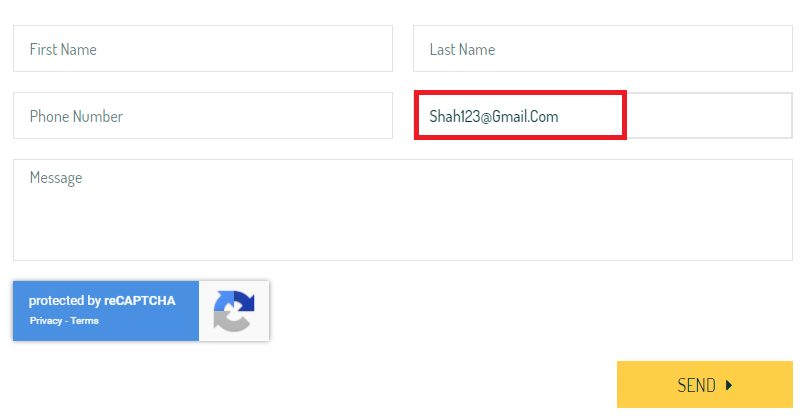 First Name
Last Name
Phone Number
Shah123@Gmail.Com
Message
protected by reCAPTCHA
Privacy - Terms
SEND